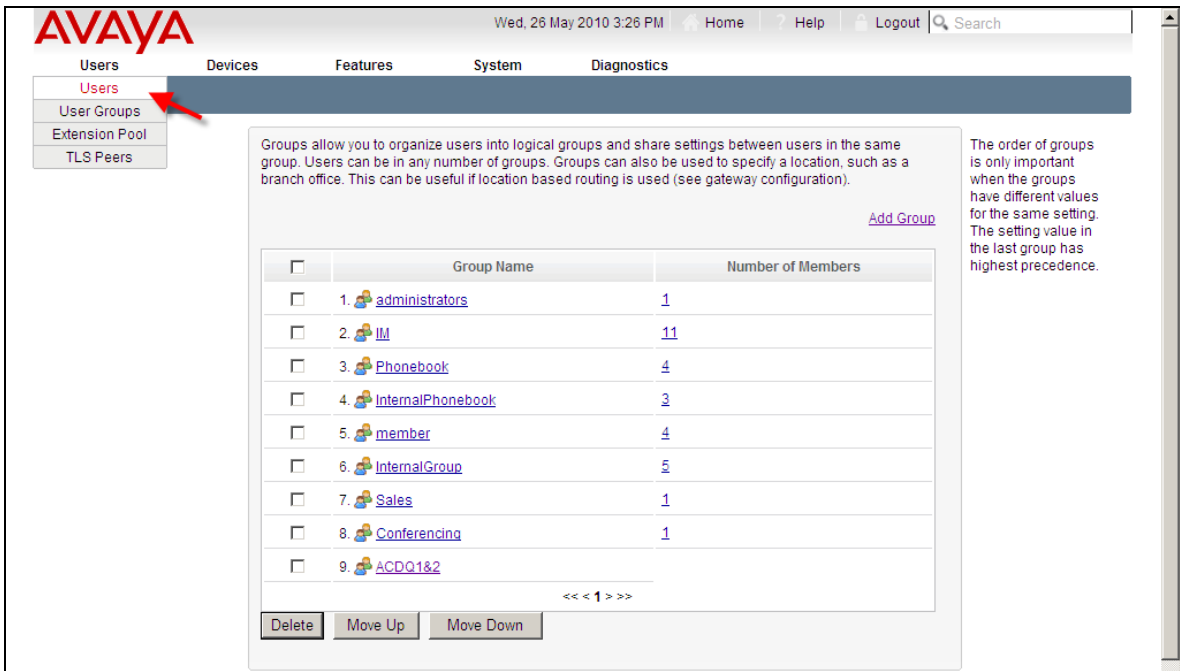 AVAYA
Wed, 26 May 2010 3:26 PM Home ? Help Logout Search
Users Devices Features System Diagnostics
Users
User Groups
Extension Pool
TLS Peers
Groups allow you to organize users into logical groups and share settings between users in the same
group. Users can be in any number of groups. Groups can also be used to specify a location, such as a
branch office. This can be useful if location based routing is used (see gateway configuration).
Add Group
Group Name Number of Members
1. administrators 1
2. IM 11
3. Phonebook 4
4. InternalPhonebook 3
5. member 4
6. InternalGroup 5
7. Sales 1
8. Conferencing 1
9. ACDQ1&2
<< < 1 > >>
Delete Move Up Move Down
The order of groups
is only important
when the groups
have different values
for the same setting.
The setting value in
the last group has
highest precedence.